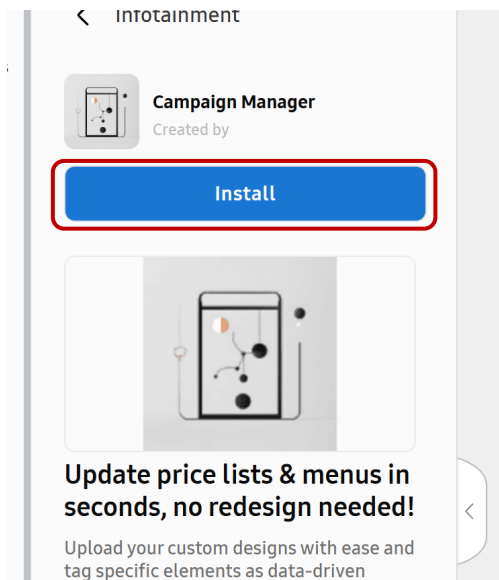 Infotainment
Campaign Manager
Created by
Install
Update price lists & menus in
seconds, no redesign needed!
Upload your custom designs with ease and
tag specific elements as data-driven